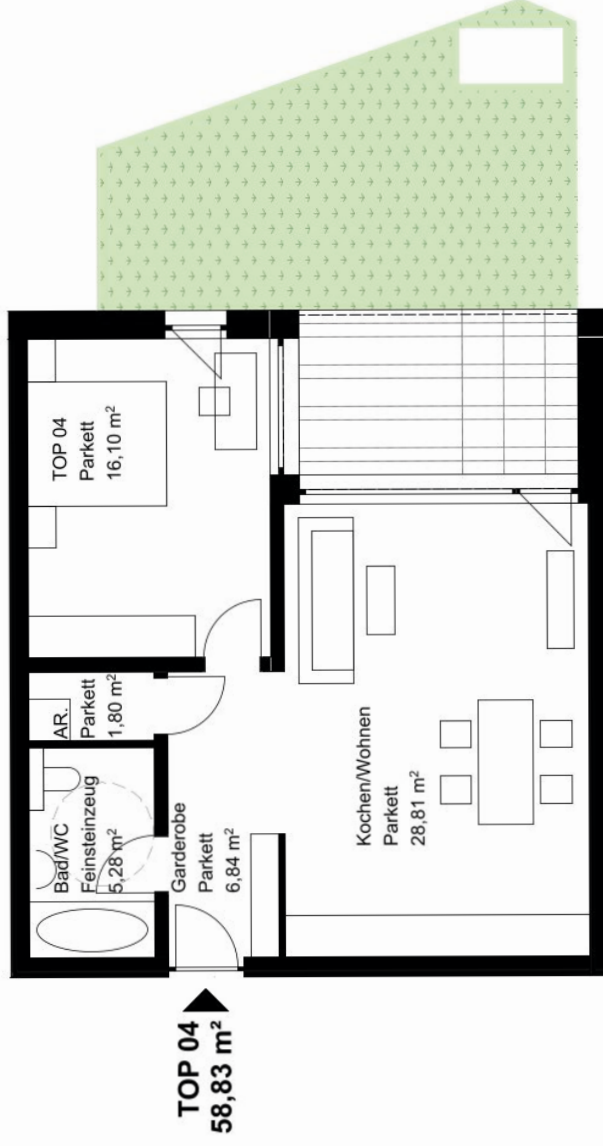 TOP 04
58,83 m²
Bad/WC
Feinsteinzeug
5,28 m²
AR.
Parkett
1,80 m²
TOP 04
Parkett
16,10 m²
Garderobe
Parkett
6,84 m²
Kochen/Wohnen
Parkett
28,81 m²